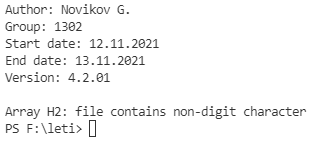 Author: Novikov G.
Group: 1302
Start date: 12.11.2021
End date: 13.11.2021
Version: 4.2.01
Array H2: file contains non-digit character
PS F:\leti>